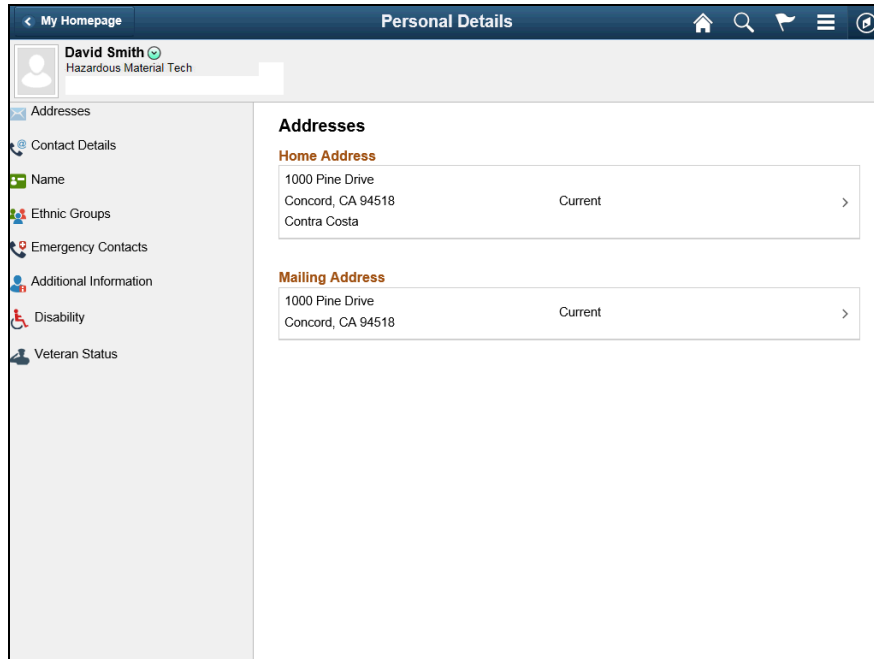 My Homepage
Personal Details
David Smith
Hazardous Material Tech
Addresses
Contact Details
Name
Ethnic Groups
Emergency Contacts
Additional Information
Disability
Veteran Status
Addresses
Home Address
1000 Pine Drive
Concord, CA 94518 Current
Contra Costa
Mailing Address
1000 Pine Drive
Current
Concord, CA 94518